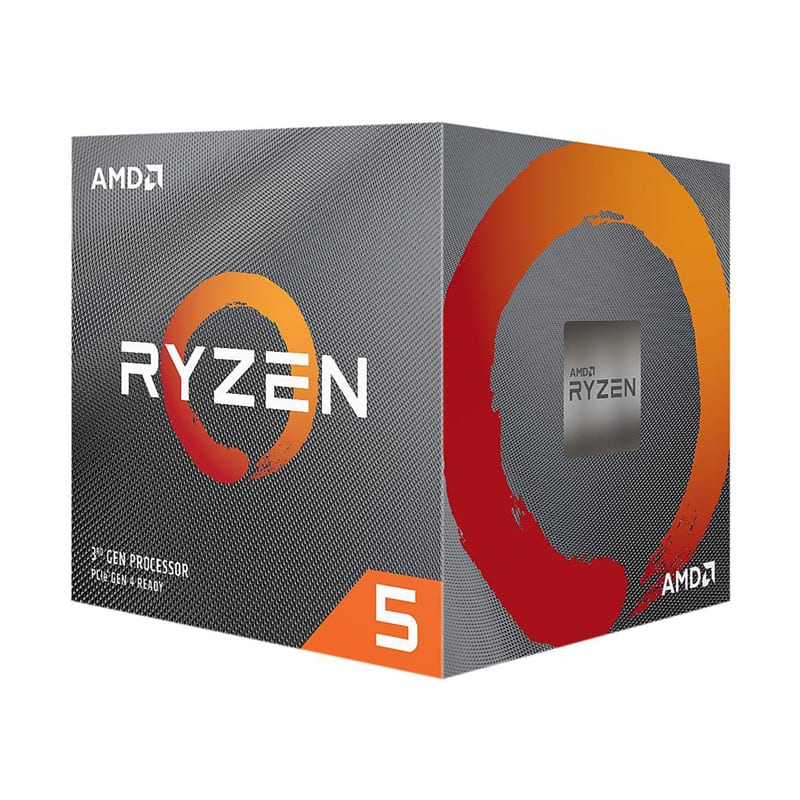 AMD
RYZEN
3RD GEN PROCESSOR
PCIe GEN 4 READY
5
AMD
RYZEN
AMD